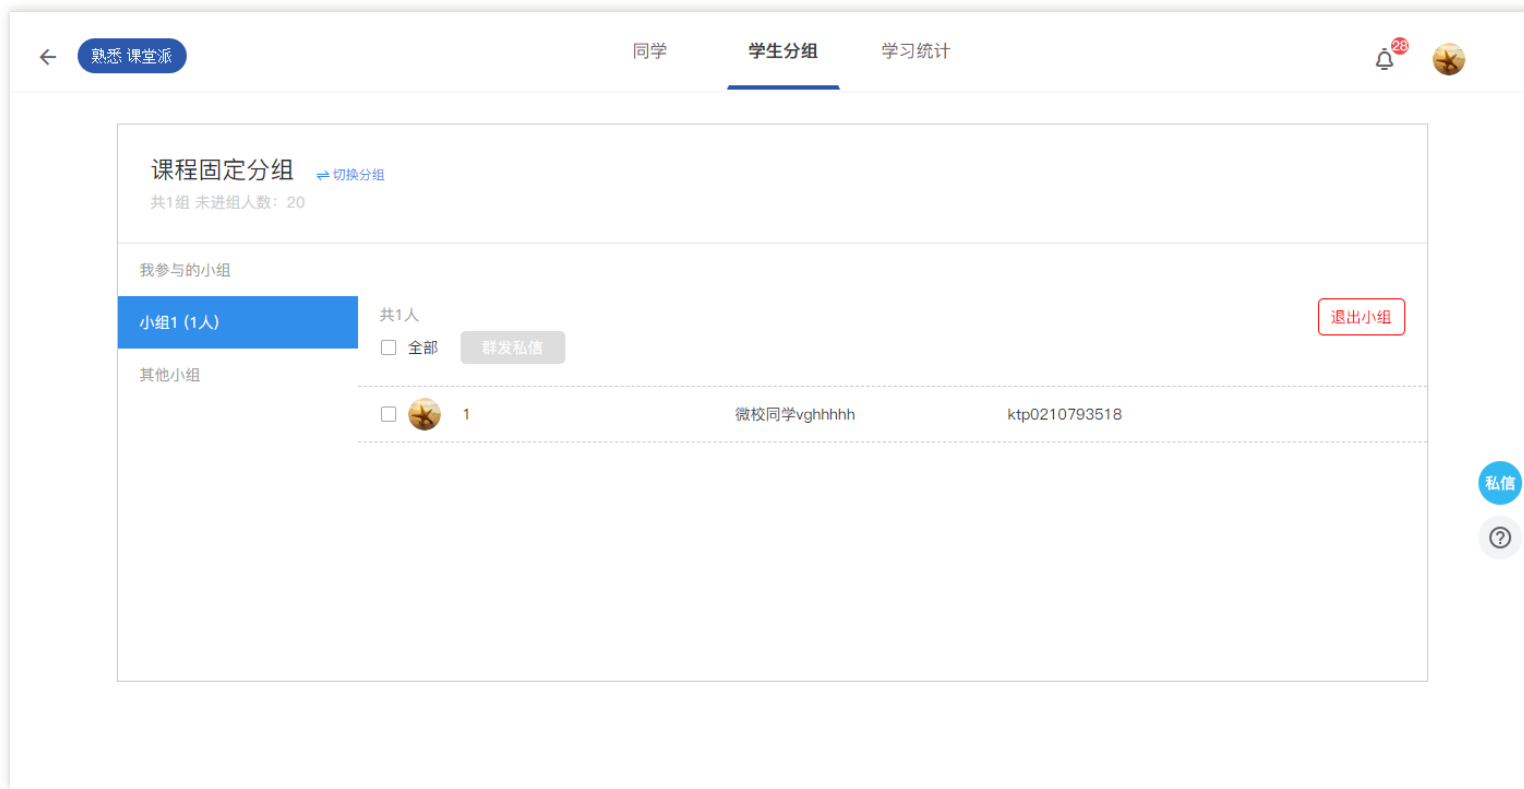 熟悉 课堂派
同学 学生分组 学习统计
28
课程固定分组 切换分组
共1组 未进组人数：20
我参与的小组
小组1 (1人)
其他小组
共1人
退出小组
全部 群发私信
1 微校同学vghhhhh ktp0210793518
私信